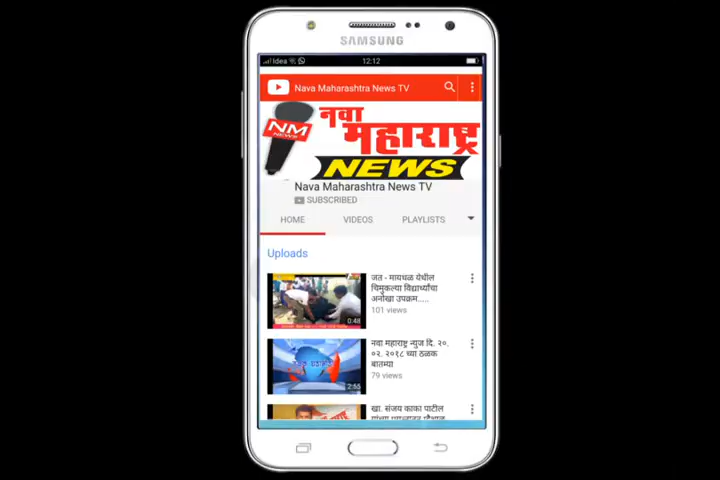 SAMSUNG
Idea 12:12
Nava Maharashtra News TV
NM
NEWS
नवा
महाराष्ट्र
NEWS
Nava Maharashtra News TV
SUBSCRIBED
HOME VIDEOS PLAYLISTS
Uploads
जत - मायथळ येथील
चिमुकल्या विद्यार्थ्यांचा
अनोखा उपक्रम.....
101 views
0:48
नवा महाराष्ट्र न्युज दि. २०.
०२. २०१८ च्या ठळक
बातम्या
79 views
2:55
खा. संजय काका पाटील